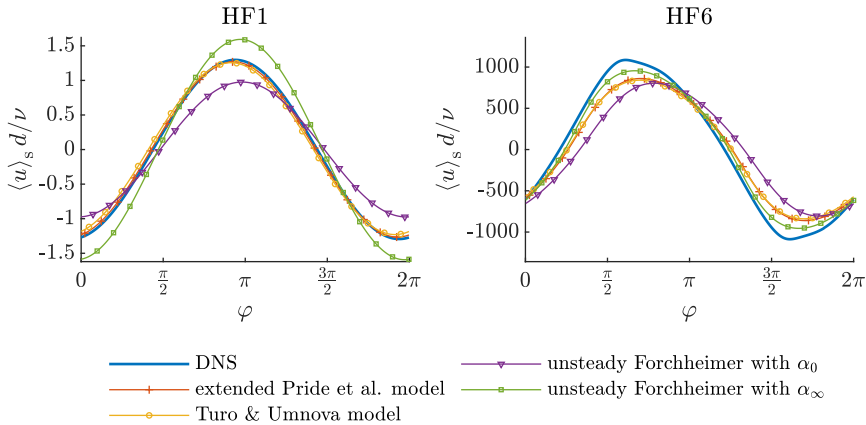 HF1
HF6
1.5
1
0.5
0
-0.5
-1
-1.5
⟨u⟩ₛ d/ν
0
π/2
π
3π/2
2π
φ
1000
500
0
-500
-1000
⟨u⟩ₛ d/ν
0
π/2
π
3π/2
2π
φ
DNS
extended Pride et al. model
Turo & Umnova model
unsteady Forchheimer with α₀
unsteady Forchheimer with α∞